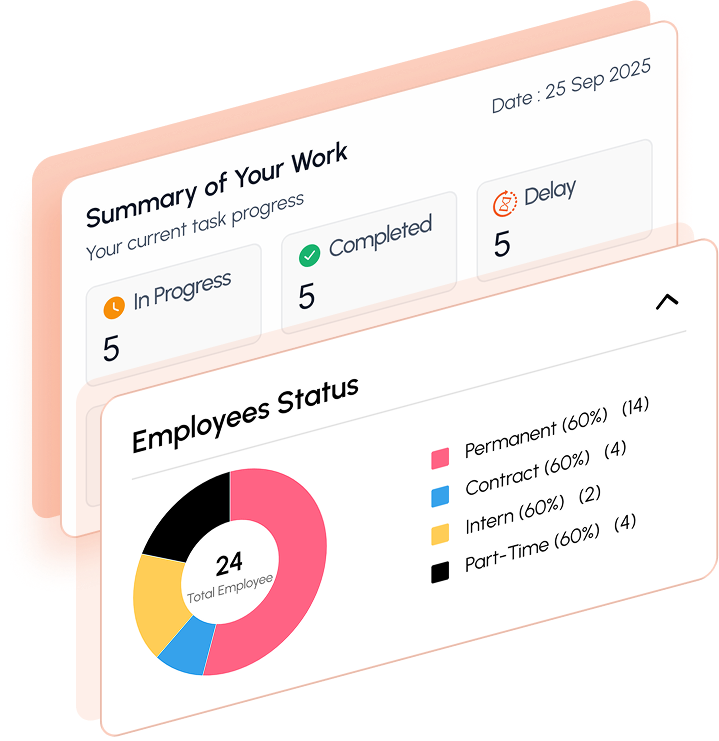 Date : 25 Sep 2025
Summary of Your Work
Your current task progress
In Progress
5
Completed
5
Delay
5
Employees Status
24
Total Employee
Permanent (60%) (14)
Contract (60%) (4)
Intern (60%) (2)
Part-Time (60%) (4)